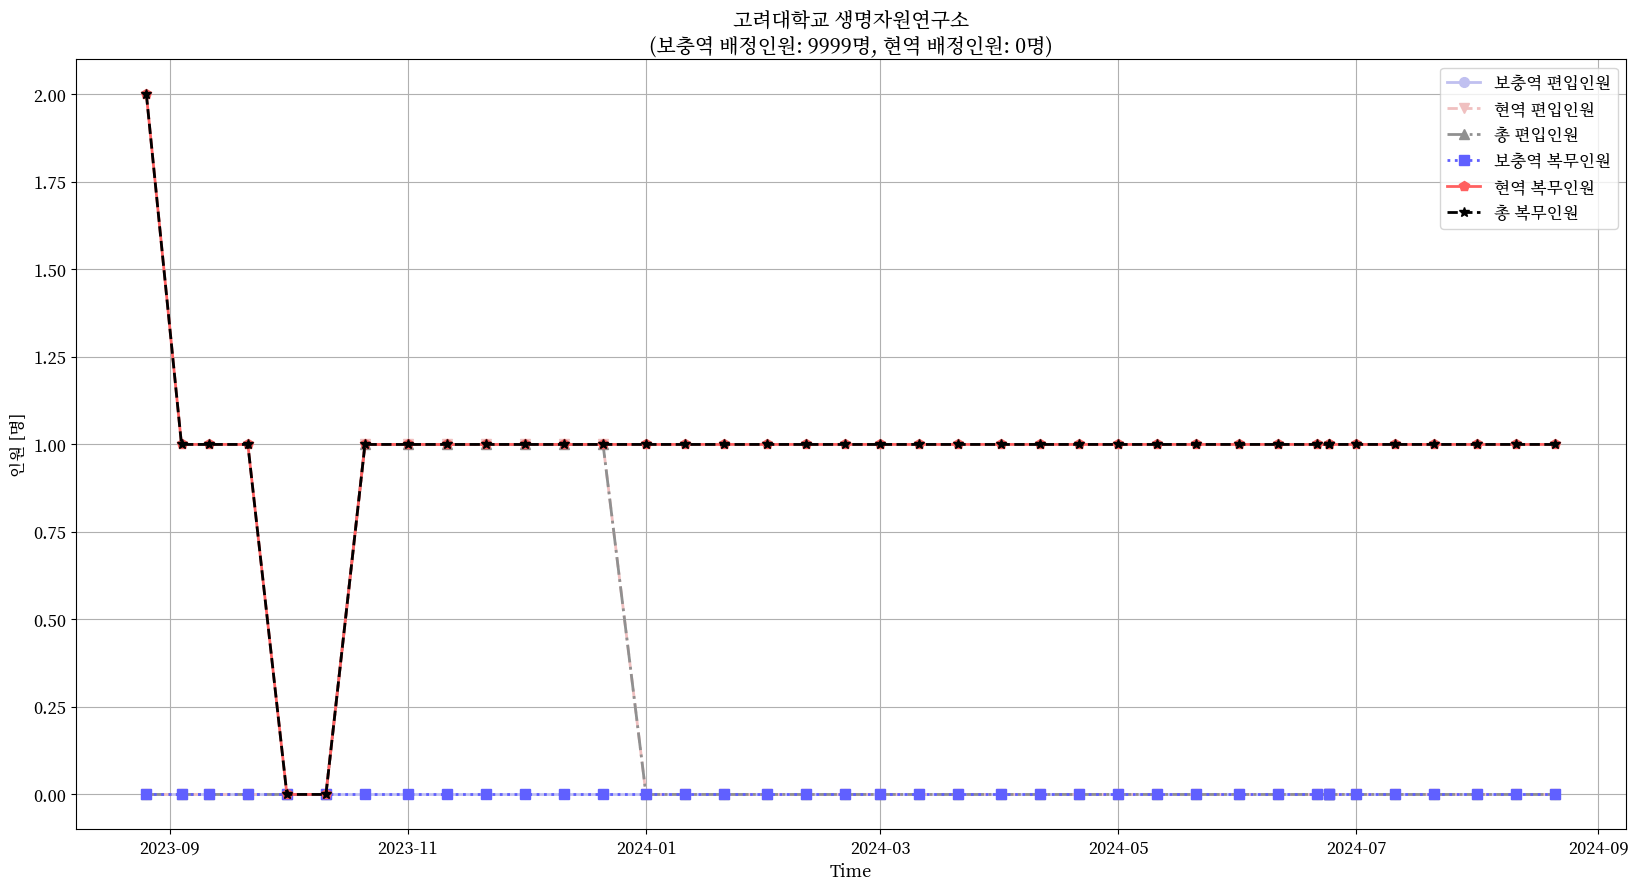 고려대학교 생명자원연구소
(보충역 배정인원: 9999명, 현역 배정인원: 0명)
보충역 편입인원
현역 편입인원
총 편입인원
보충역 복무인원
현역 복무인원
총 복무인원
인원 [명]
2.00
1.75
1.50
1.25
1.00
0.75
0.50
0.25
0.00
2023-09
2023-11
2024-01
2024-03
2024-05
2024-07
2024-09
Time